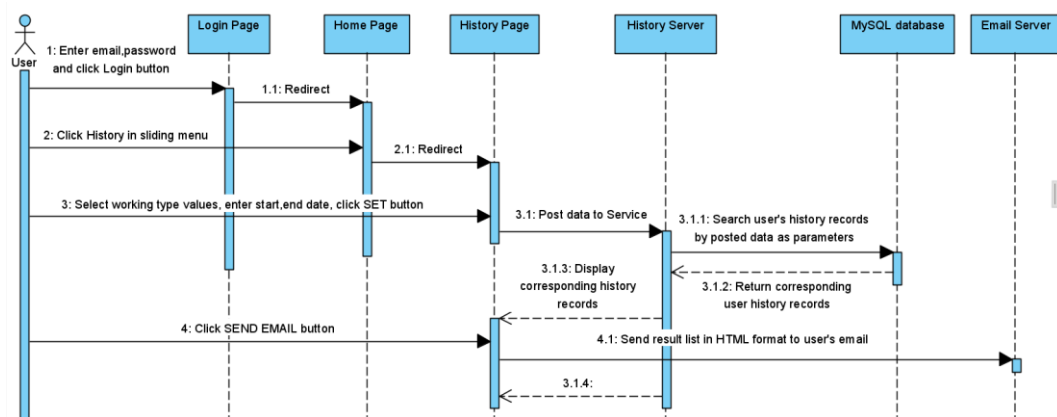 Login Page
Home Page
History Page
History Server
MySQL database
Email Server
User
1: Enter email,password
and click Login button
1.1: Redirect
2: Click History in sliding menu
2.1: Redirect
3: Select working type values, enter start,end date, click SET button
3.1: Post data to Service
3.1.1: Search user's history records
by posted data as parameters
3.1.3: Display
corresponding history
records
3.1.2: Return corresponding
user history records
4: Click SEND EMAIL button
4.1: Send result list in HTML format to user's email
3.1.4: